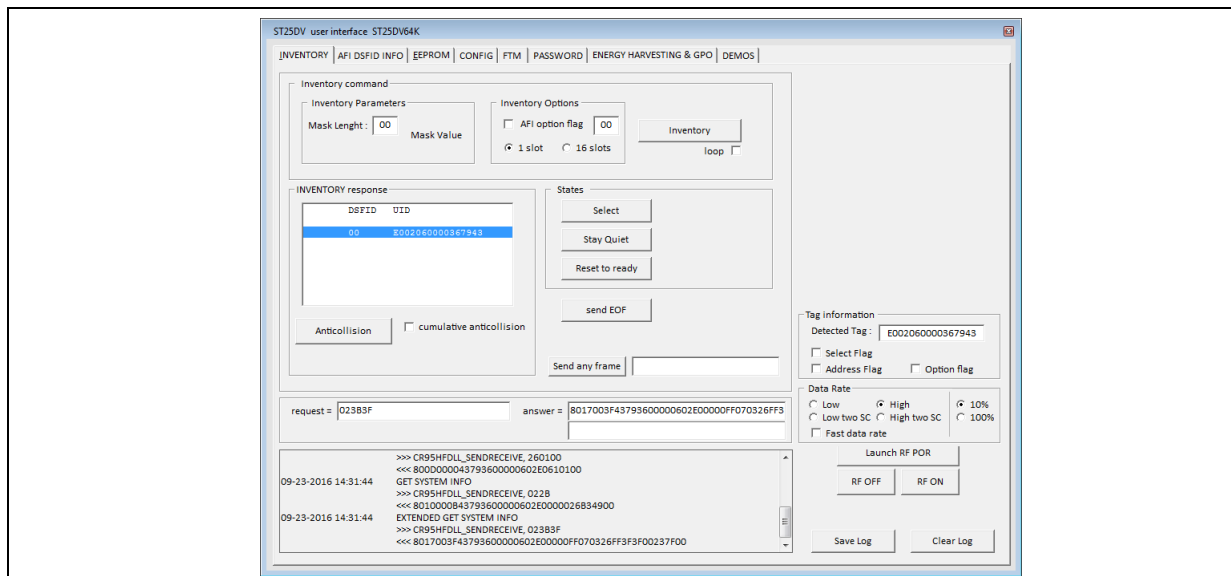 ST25DV user interface ST25DV64K
INVENTORY AFI DSFID INFO EEPROM CONFIG FTM PASSWORD ENERGY HARVESTING & GPO DEMOS
Inventory command
Inventory Parameters
Mask Lenght : 00
Mask Value
Inventory Options
AFI option flag 00
1 slot 16 slots
Inventory
loop
INVENTORY response
DSFID UID
00 E002060000367943
Anticollision cumulative anticollision
States
Select
Stay Quiet
Reset to ready
send EOF
Send any frame
Tag information
Detected Tag : E002060000367943
Select Flag
Address Flag Option flag
Data Rate
Low High 10%
Low two SC High two SC 100%
Fast data rate
request = 023B3F answer = 8017003F43793600000602E00000FF070326FF3
Launch RF POR
RF OFF RF ON
Save Log Clear Log
>>> CR95HFDLL_SENDRECEIVE, 260100
<<< 800D000043793600000602E0610100
09-23-2016 14:31:44 GET SYSTEM INFO
>>> CR95HFDLL_SENDRECEIVE, 022B
<<< 8010000B43793600000602E0000026B34900
09-23-2016 14:31:44 EXTENDED GET SYSTEM INFO
>>> CR95HFDLL_SENDRECEIVE, 023B3F
<<< 8017003F43793600000602E00000FF070326FF3F3F00237F00